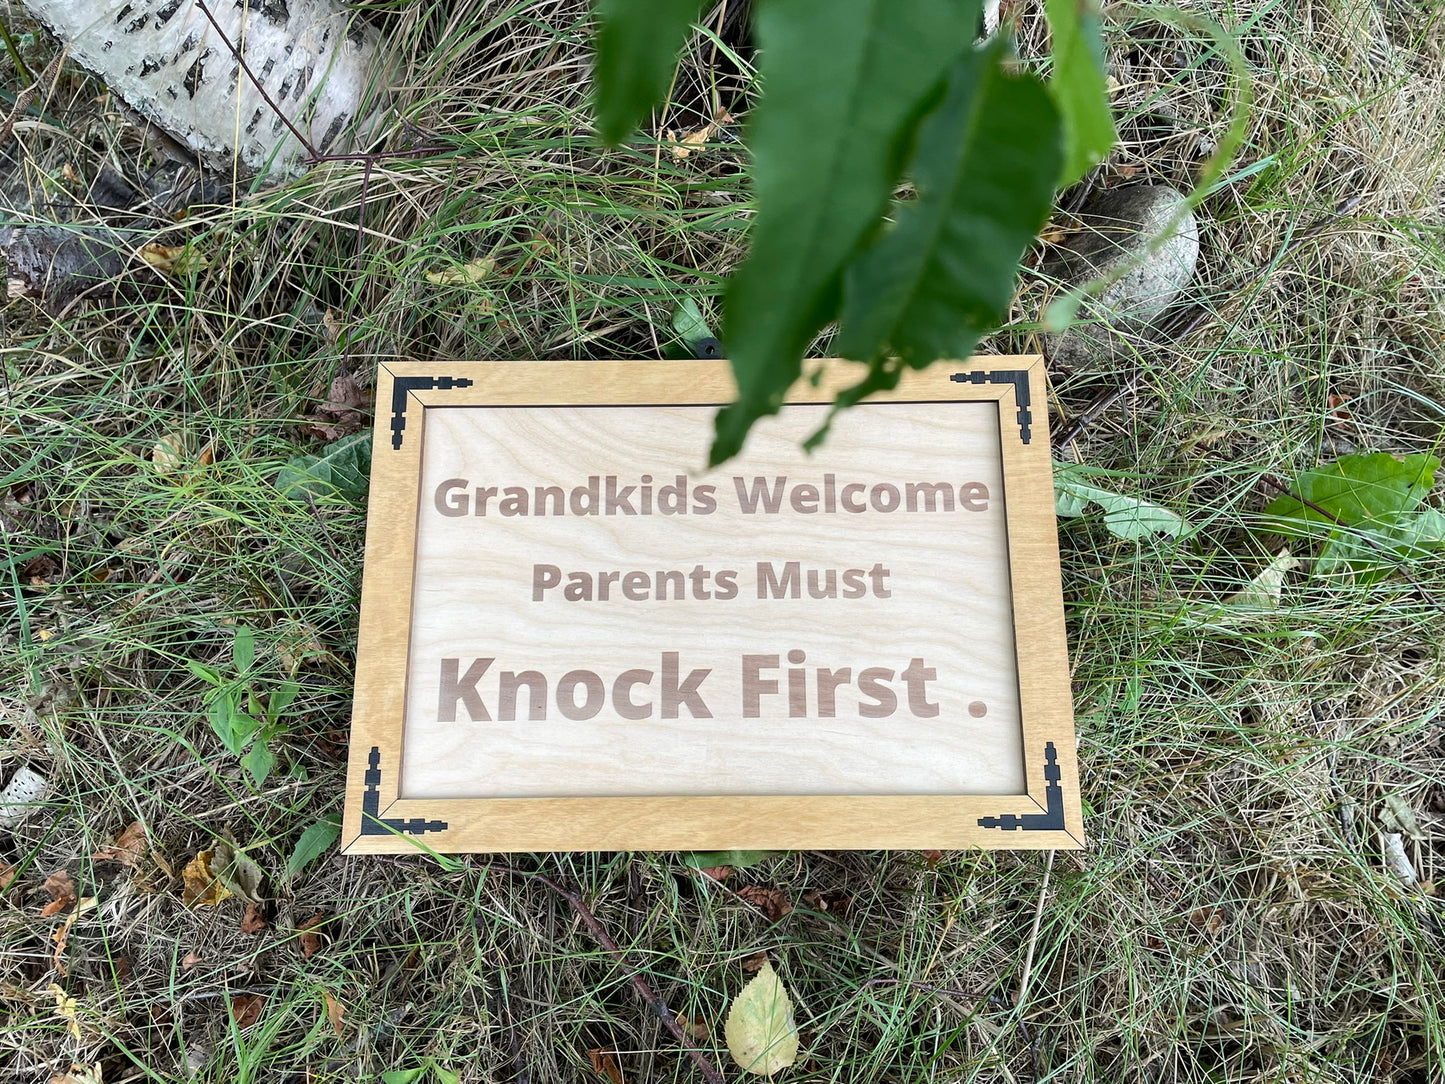 Grandkids Welcome
Parents Must
Knock First .